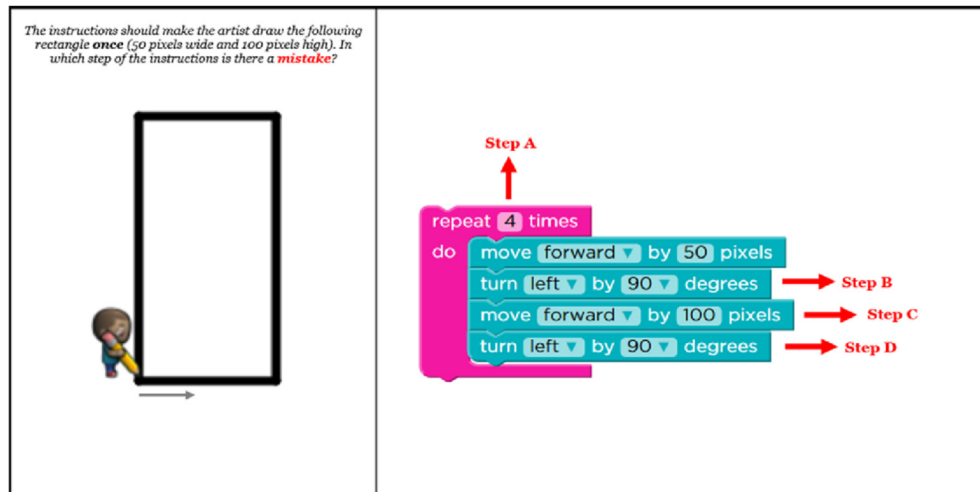 The instructions should make the artist draw the following
rectangle once (50 pixels wide and 100 pixels high). In
which step of the instructions is there a mistake?
Step A
repeat 4 times
do move forward ▼ by 50 pixels
turn left ▼ by 90 ▼ degrees
Step B
move forward ▼ by 100 pixels
Step C
turn left ▼ by 90 ▼ degrees
Step D